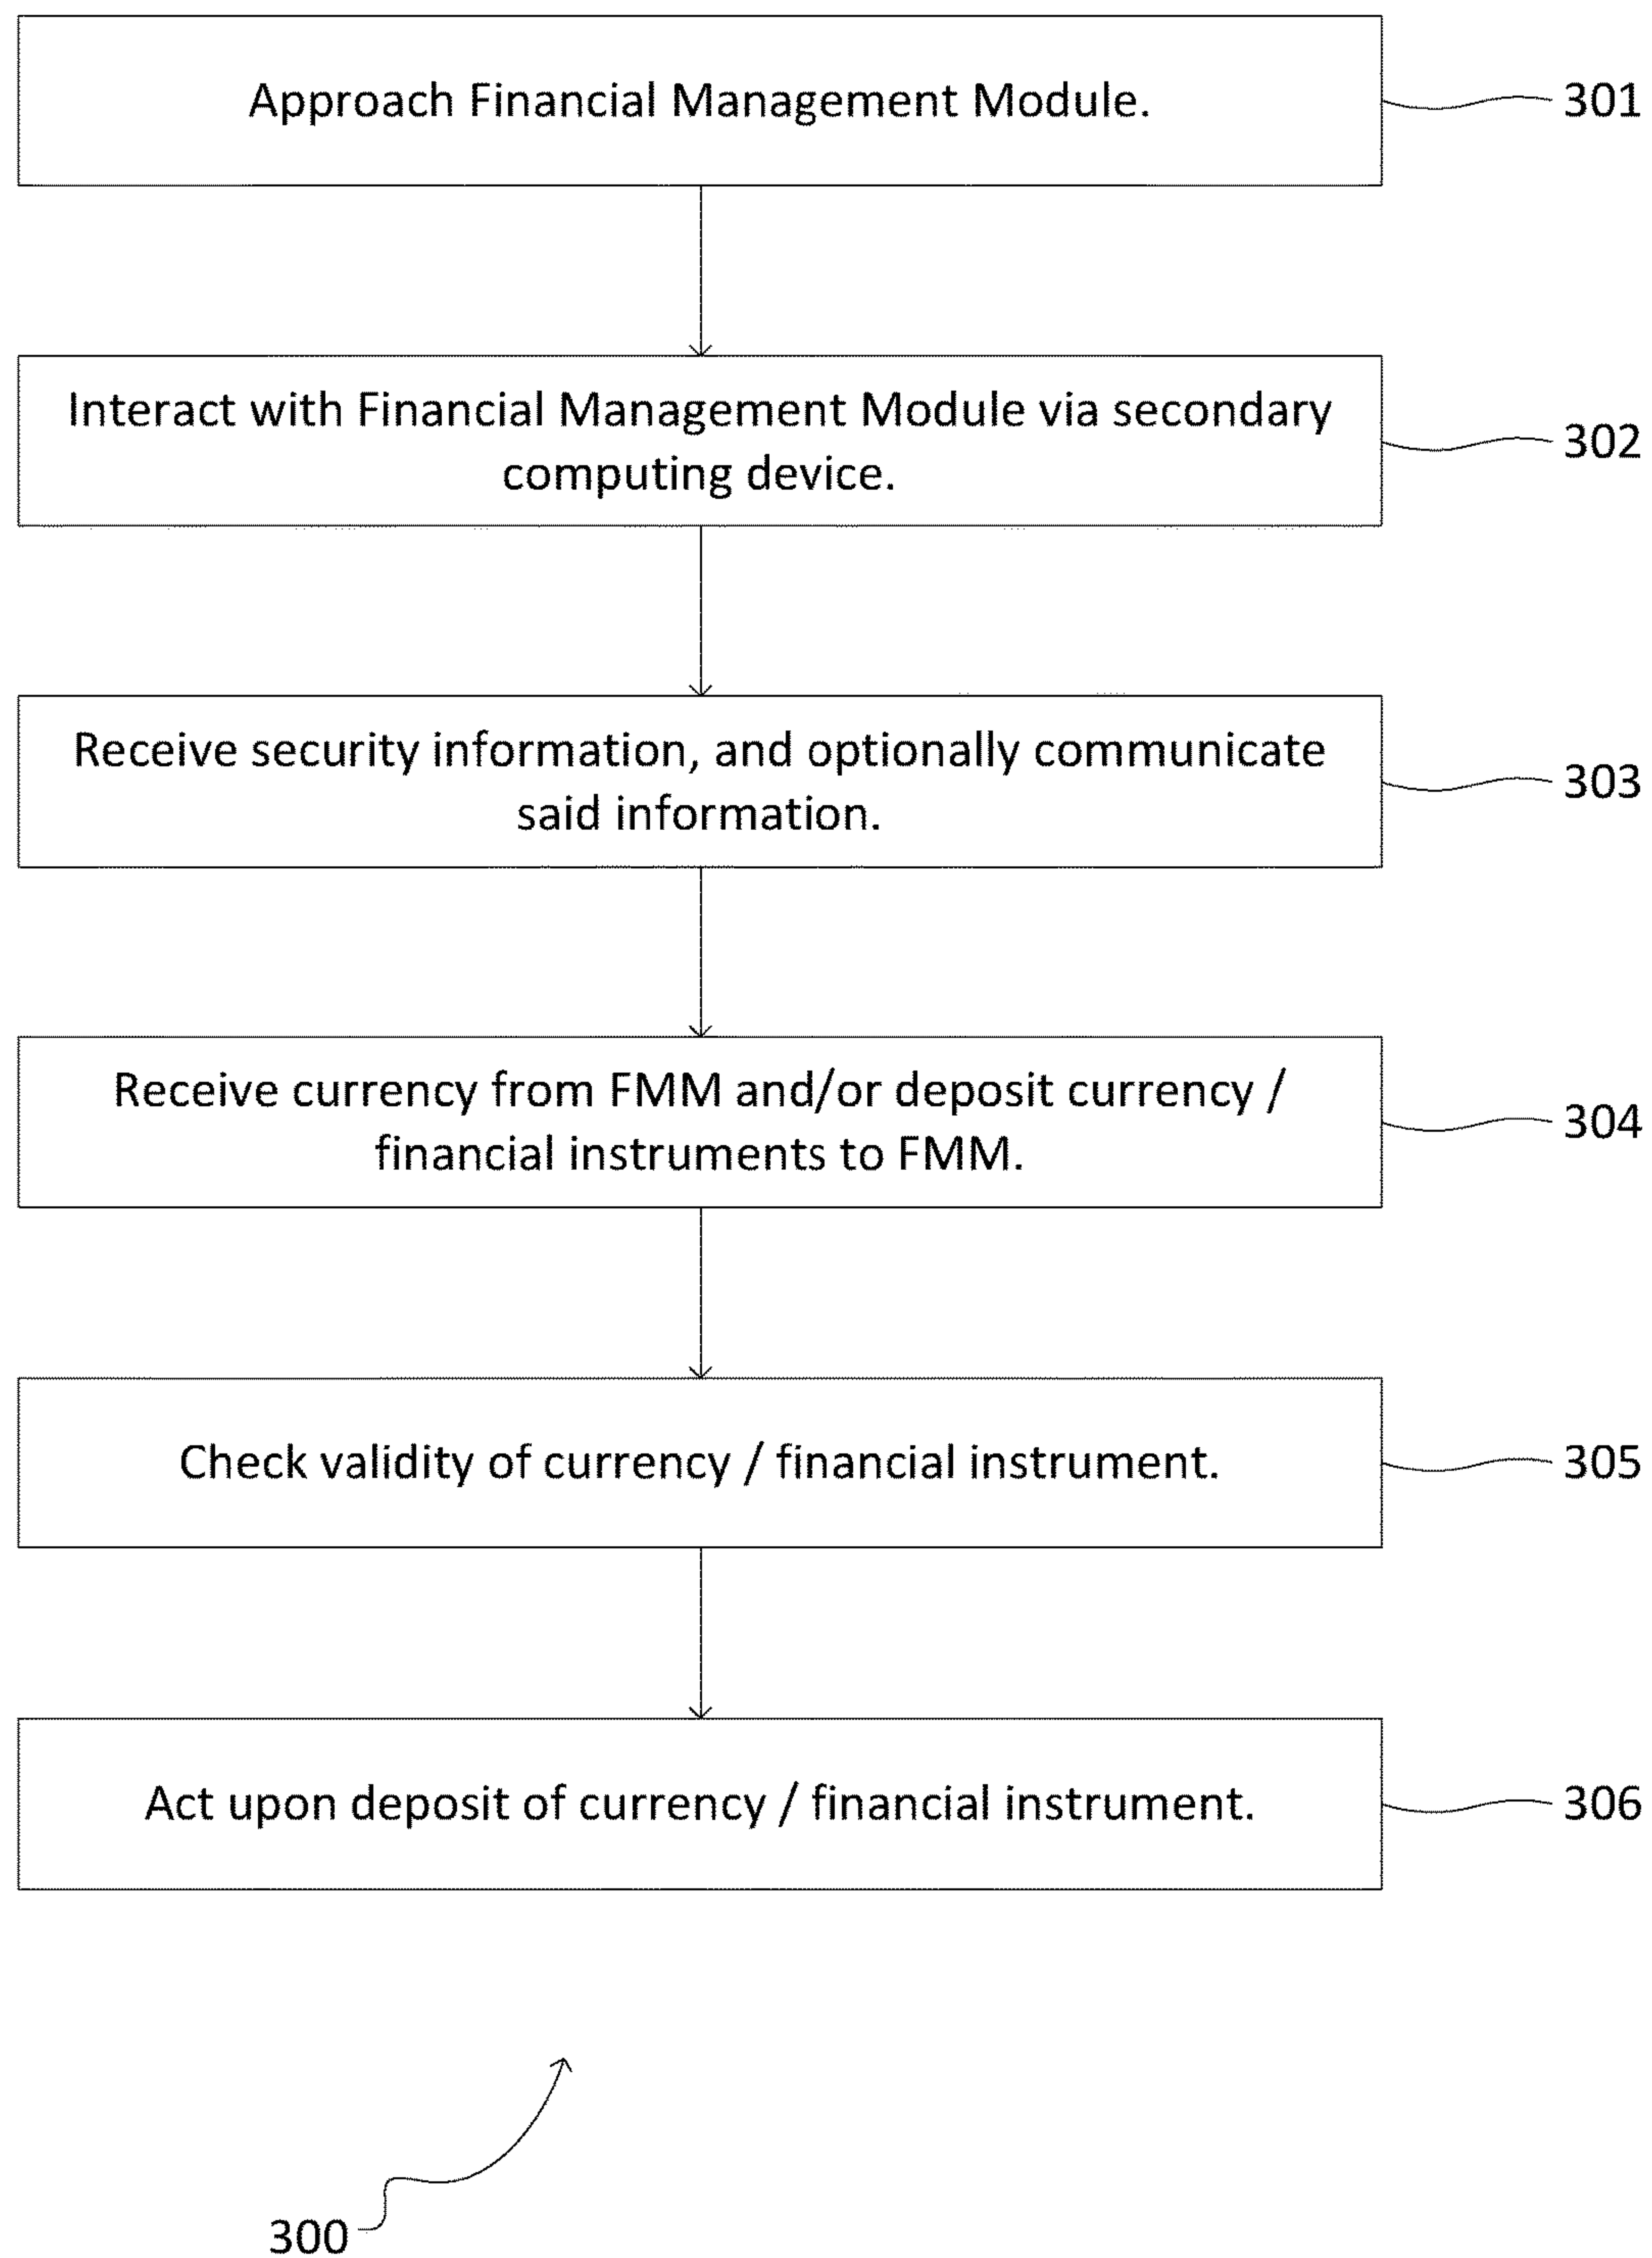 Approach Financial Management Module.
301
Interact with Financial Management Module via secondary
computing device.
302
Receive security information, and optionally communicate
said information.
303
Receive currency from FMM and/or deposit currency /
financial instruments to FMM.
304
Check validity of currency / financial instrument.
305
Act upon deposit of currency / financial instrument.
306
300